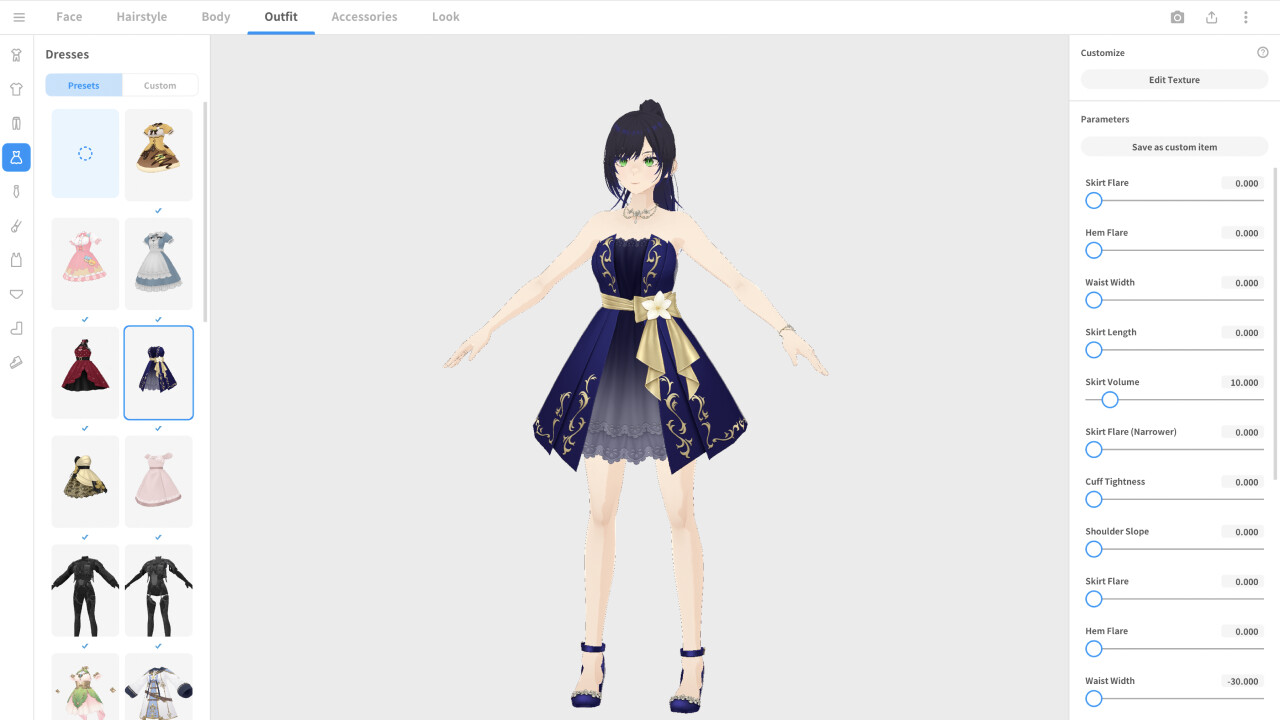 Face Hairstyle Body Outfit Accessories Look
Dresses
Presets Custom
Customize
Edit Texture
Parameters
Save as custom item
Skirt Flare 0.000
Hem Flare 0.000
Waist Width 0.000
Skirt Length 0.000
Skirt Volume 10.000
Skirt Flare (Narrower) 0.000
Cuff Tightness 0.000
Shoulder Slope 0.000
Skirt Flare 0.000
Hem Flare 0.000
Waist Width -30.000